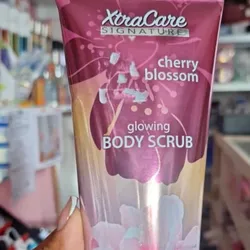 XtraCare
SIGNATURE
cherry
blossom
glowing
BODY SCRUB